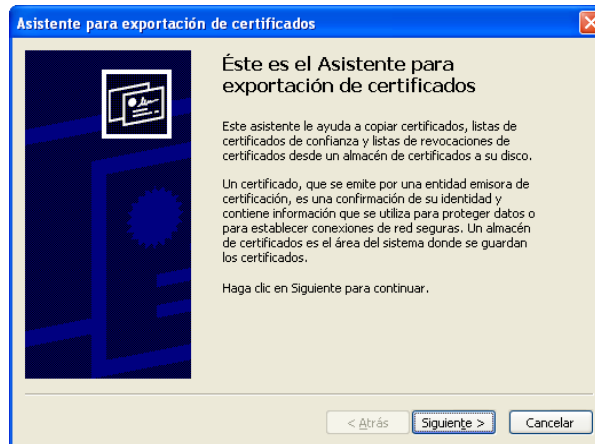 Asistente para exportación de certificados
Éste es el Asistente para
exportación de certificados
Este asistente le ayuda a copiar certificados, listas de
certificados de confianza y listas de revocaciones de
certificados desde un almacén de certificados a su disco.
Un certificado, que se emite por una entidad emisora de
certificación, es una confirmación de su identidad y
contiene información que se utiliza para proteger datos o
para establecer conexiones de red seguras. Un almacén
de certificados es el área del sistema donde se guardan
los certificados.
Haga clic en Siguiente para continuar.
< Atrás Siguiente > Cancelar